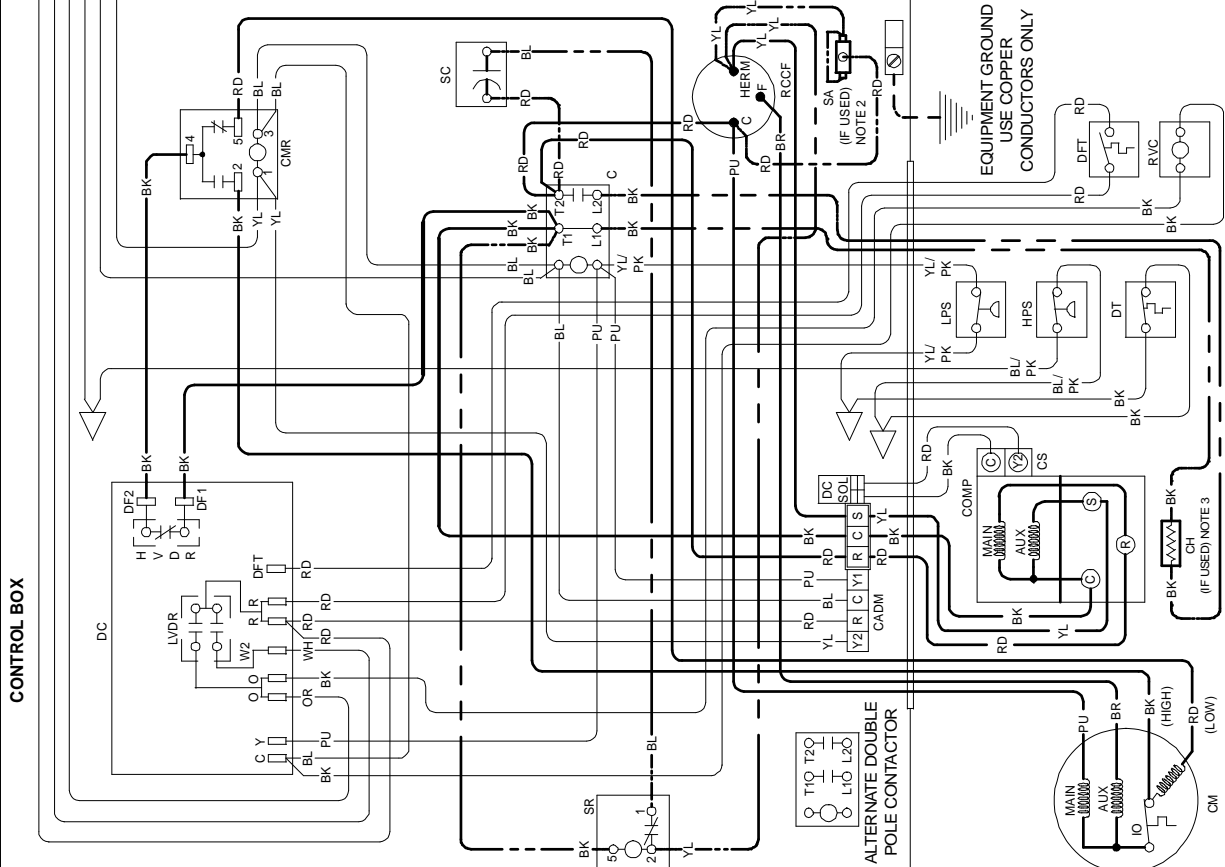 CONTROL BOX
DC
DF2
DF1
H
V
D
R
BK
BK
BK
LVDR
DFT
RD
R
R
RD
RD
RD
W2
WH
O
O
BK
OR
Y
PU
C
BL
BK
4
5
2
3
1
CMR
RD
BL
BL
BK
YL
YL
SC
BL
RD
RD
RD
RD
RD
C
T2
L2
T1
L1
BK
BK
BK
BK
BK
BL
BL
YL/
PK
BL
PU
PU
YL
YL
YL
HERM
F
C
RCCF
RD
PU
RD
BR
SA
(IF USED)
NOTE 2
RD
EQUIPMENT GROUND
USE COPPER
CONDUCTORS ONLY
DFT
RD
RD
RVC
BK
BK
YL/
PK
LPS
YL/
PK
HPS
BL/
PK
BL/
PK
DT
BK
BK
DC
SOL
S
C
R
YL
BK
BK
RD
RD
Y1
C
R
Y2
PU
BL
RD
YL
CADM
RD
BK
C
Y2
CS
COMP
MAIN
AUX
S
R
C
BK
YL
RD
BK
CH
BK
(IF USED) NOTE 3
SR
5
1
2
BK
BL
YL
T1
T2
L1
L2
ALTERNATE DOUBLE
POLE CONTACTOR
PU
BR
BK
(HIGH)
RD
(LOW)
MAIN
AUX
IO
CM